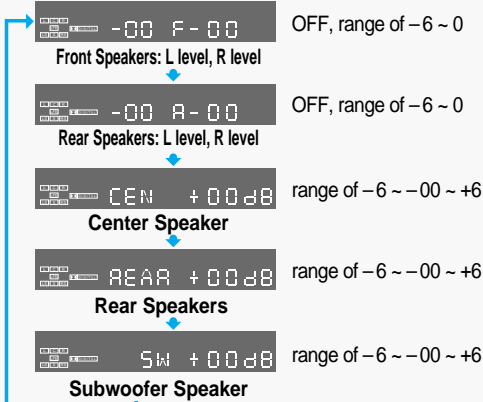 -00 F-00 OFF, range of –6 ~ 0
Front Speakers: L level, R level
-00 R-00 OFF, range of –6 ~ 0
Rear Speakers: L level, R level
CEN +00dB range of –6 ~ –00 ~ +6
Center Speaker
REAR +00dB range of –6 ~ –00 ~ +6
Rear Speakers
SW +00dB range of –6 ~ –00 ~ +6
Subwoofer Speaker